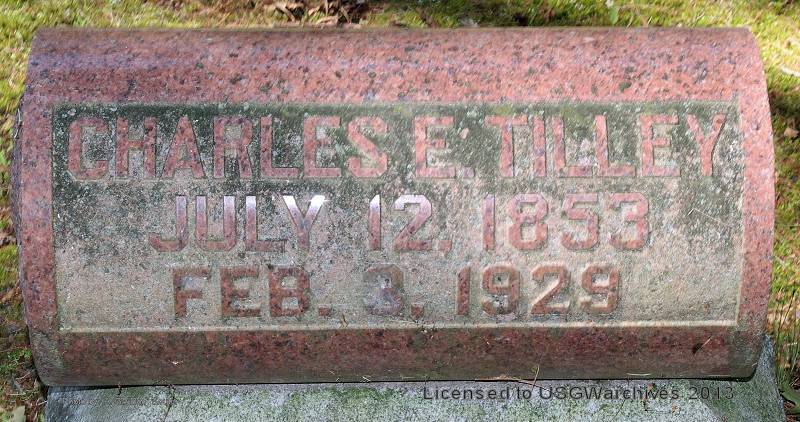 CHARLES E. TILLEY
JULY 12, 1853
FEB. 3, 1929
Licensed to USGWarchives 2013